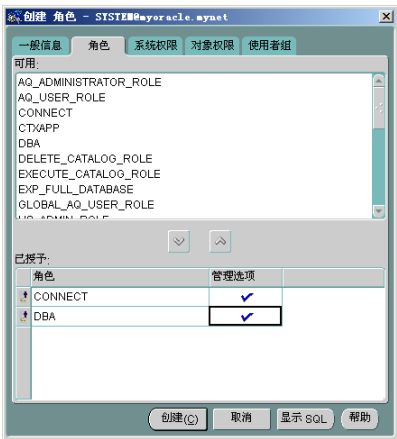 创建 角色 - SYSTEM@myoracle.mynet
一般信息 角色 系统权限 对象权限 使用者组
可用:
AQ_ADMINISTRATOR_ROLE
AQ_USER_ROLE
CONNECT
CTXAPP
DBA
DELETE_CATALOG_ROLE
EXECUTE_CATALOG_ROLE
EXP_FULL_DATABASE
GLOBAL_AQ_USER_ROLE
已授予:
角色 管理选项
CONNECT
DBA
创建(C) 取消 显示 SQL 帮助